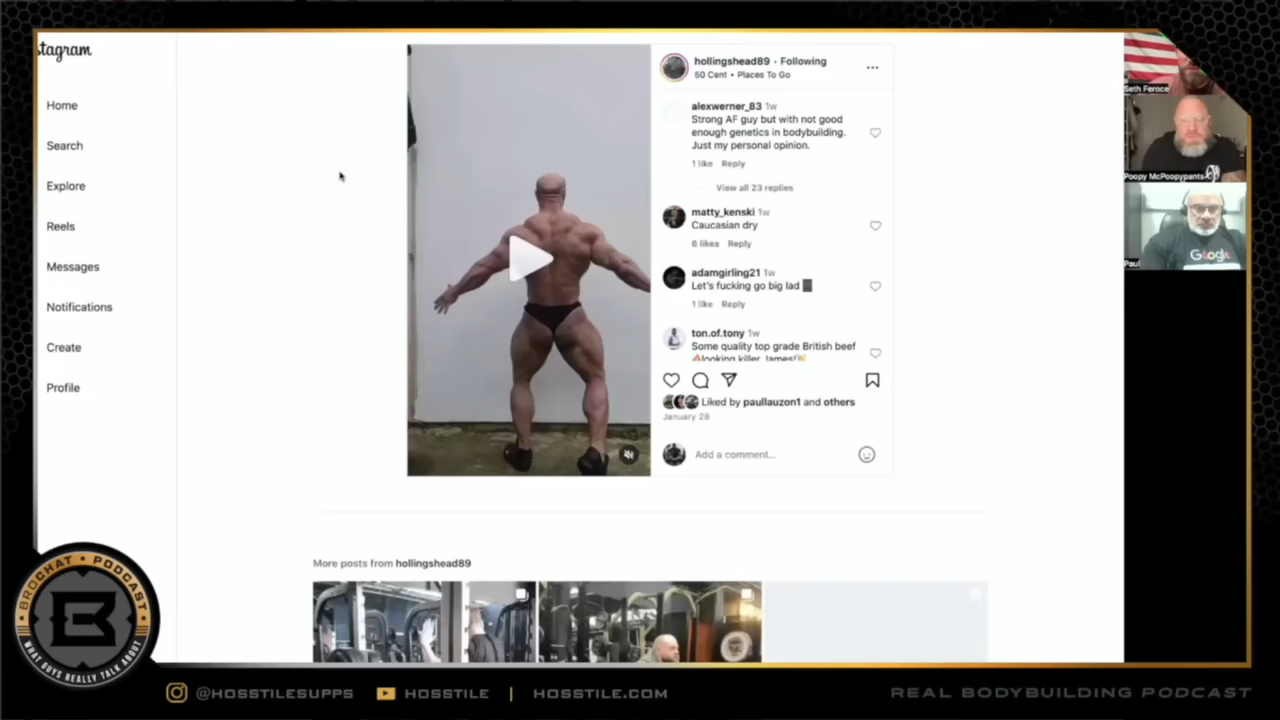 stagram
Home
Search
Explore
Reels
Messages
Notifications
Create
Profile
hollingshead89 • Following
50 Cent • Places To Go
alexwerner_83 1w
Strong AF guy but with not good
enough genetics in bodybuilding.
Just my personal opinion.
1 like Reply
View all 23 replies
matty_kenski 1w
Caucasian dry
6 likes Reply
adamgirling21 1w
Let's fucking go big lad
1 like Reply
ton.of.tony 1w
Some quality top grade British beef
looking killer James!
Liked by paullauzon1 and others
January 28
Add a comment...
More posts from hollingshead89
Seth Feroce
Poopy McPoopypants
Paul
Google
BROCHAT • PODCAST
WHAT GUYS REALLY TALK ABOUT
@HOSSTILESUPPS
HOSSTILE
|
HOSSTILE.COM
REAL BODYBUILDING PODCAST